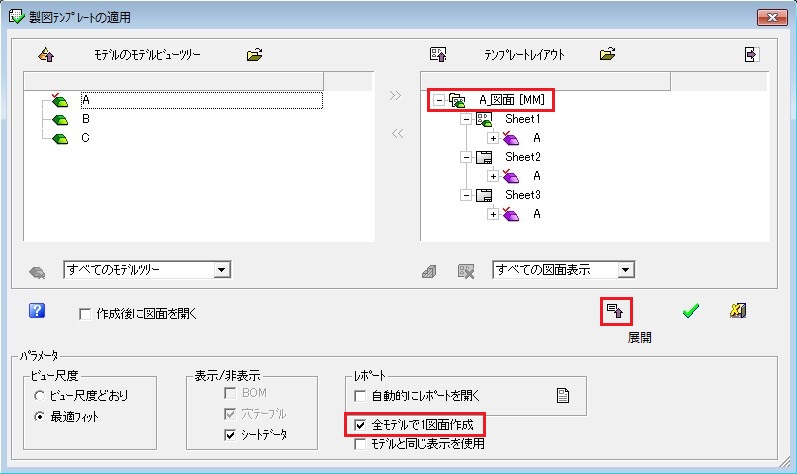 製図テンプレートの適用
モデルのモデルビューツリー
テンプレートレイアウト
A
B
C
A_図面 [MM]
Sheet1
A
Sheet2
A
Sheet3
A
すべてのモデルツリー
すべての図面表示
作成後に図面を開く
展開
パラメータ
ビュー尺度
ビュー尺度どおり
最適フィット
表示/非表示
BOM
穴テーブル
シートデータ
レポート
自動的にレポートを開く
全モデルで1図面作成
モデルと同じ表示を使用